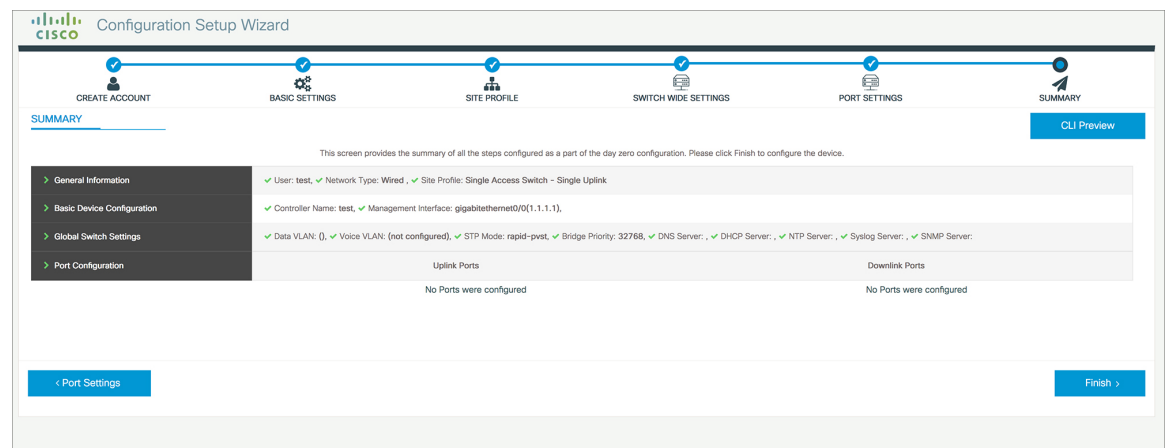 CISCO
Configuration Setup Wizard
CREATE ACCOUNT
BASIC SETTINGS
SITE PROFILE
SWITCH WIDE SETTINGS
PORT SETTINGS
SUMMARY
SUMMARY
CLI Preview
This screen provides the summary of all the steps configured as a part of the day zero configuration. Please click Finish to configure the device.
> General Information
✓ User: test, ✓ Network Type: Wired , ✓ Site Profile: Single Access Switch - Single Uplink
> Basic Device Configuration
✓ Controller Name: test, ✓ Management Interface: gigabitethernet0/0(1.1.1.1),
> Global Switch Settings
✓ Data VLAN: (), ✓ Voice VLAN: (not configured), ✓ STP Mode: rapid-pvst, ✓ Bridge Priority: 32768, ✓ DNS Server: , ✓ DHCP Server: , ✓ NTP Server: , ✓ Syslog Server: , ✓ SNMP Server:
> Port Configuration
Uplink Ports
Downlink Ports
No Ports were configured
No Ports were configured
< Port Settings
Finish >